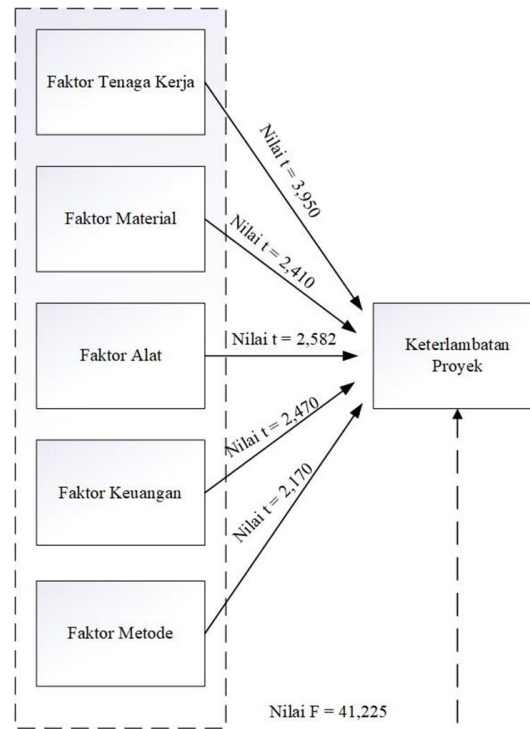 Faktor Tenaga Kerja
Nilai t = 3,950
Faktor Material
Nilai t = 2,410
Faktor Alat
Nilai t = 2,582
Keterlambatan
Proyek
Faktor Keuangan
Nilai t = 2,470
Faktor Metode
Nilai t = 2,170
Nilai F = 41,225